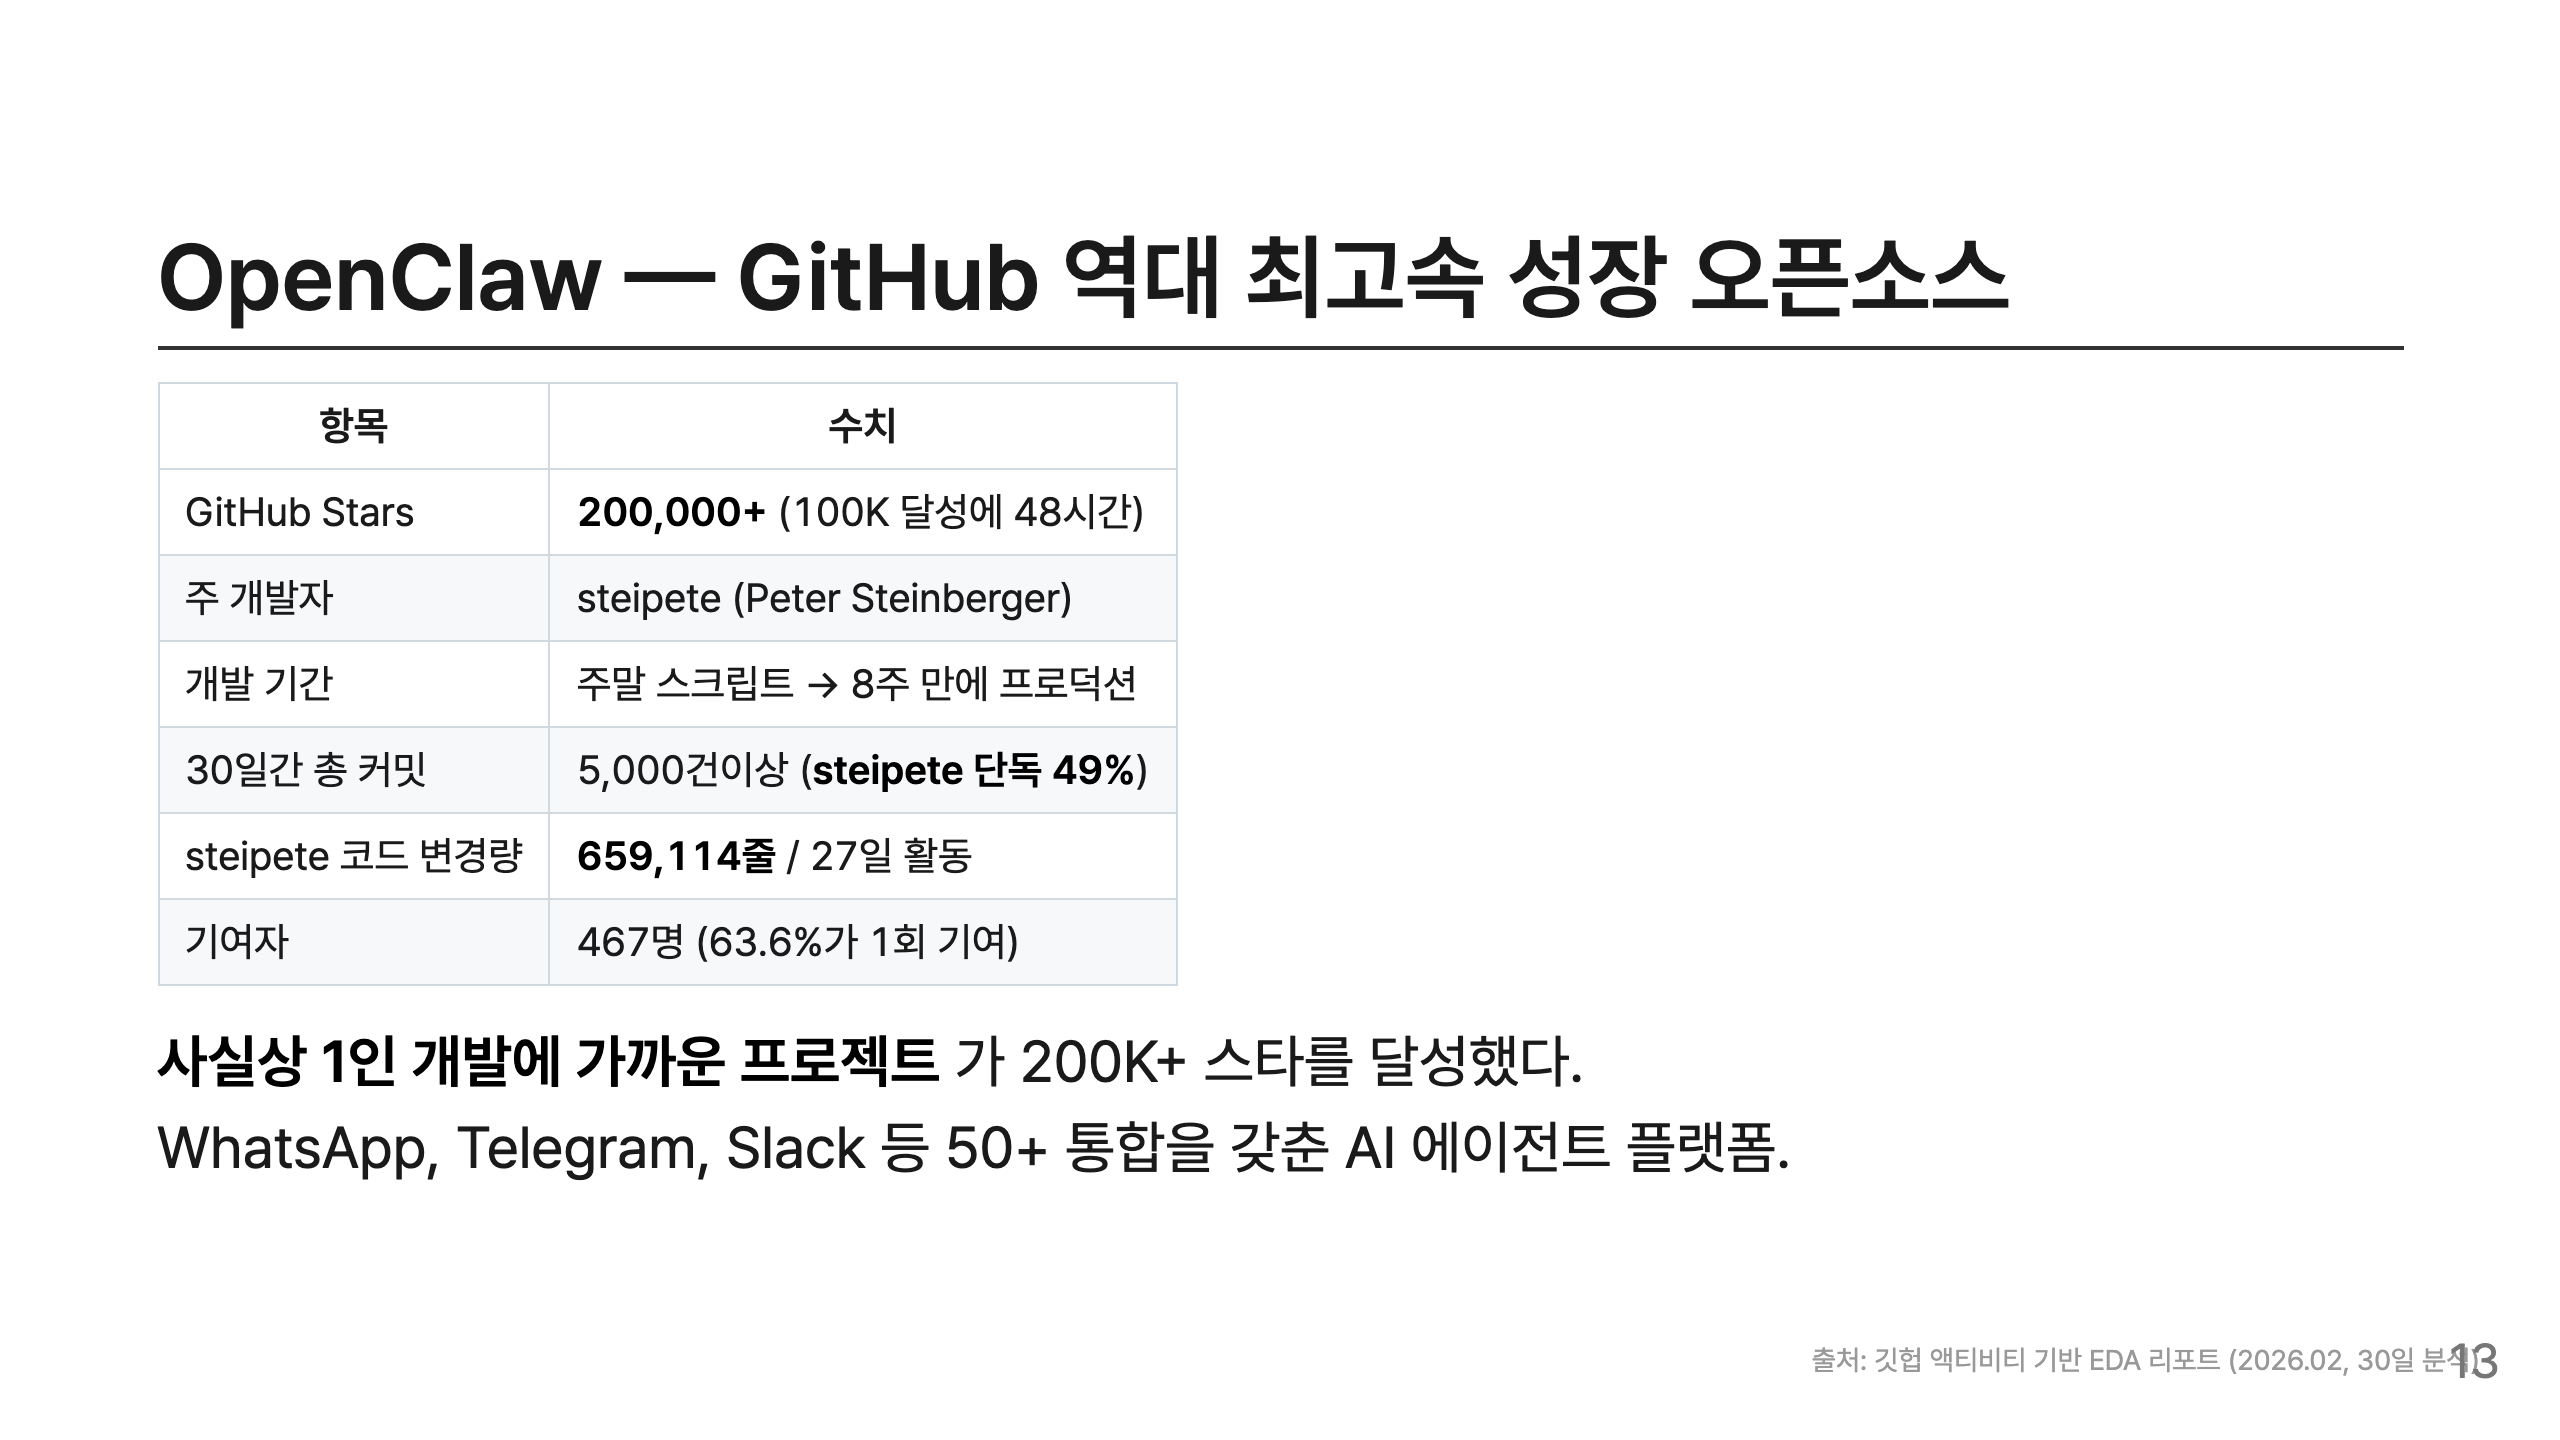 OpenClaw — GitHub 역대 최고속 성장 오픈소스
항목 수치
GitHub Stars 200,000+ (100K 달성에 48시간)
주 개발자 steipete (Peter Steinberger)
개발 기간 주말 스크립트 → 8주 만에 프로덕션
30일간 총 커밋 5,000건이상 (steipete 단독 49%)
steipete 코드 변경량 659,114줄 / 27일 활동
기여자 467명 (63.6%가 1회 기여)
사실상 1인 개발에 가까운 프로젝트 가 200K+ 스타를 달성했다.
WhatsApp, Telegram, Slack 등 50+ 통합을 갖춘 AI 에이전트 플랫폼.
출처: 깃헙 액티비티 기반 EDA 리포트 (2026.02, 30일 분석)
13